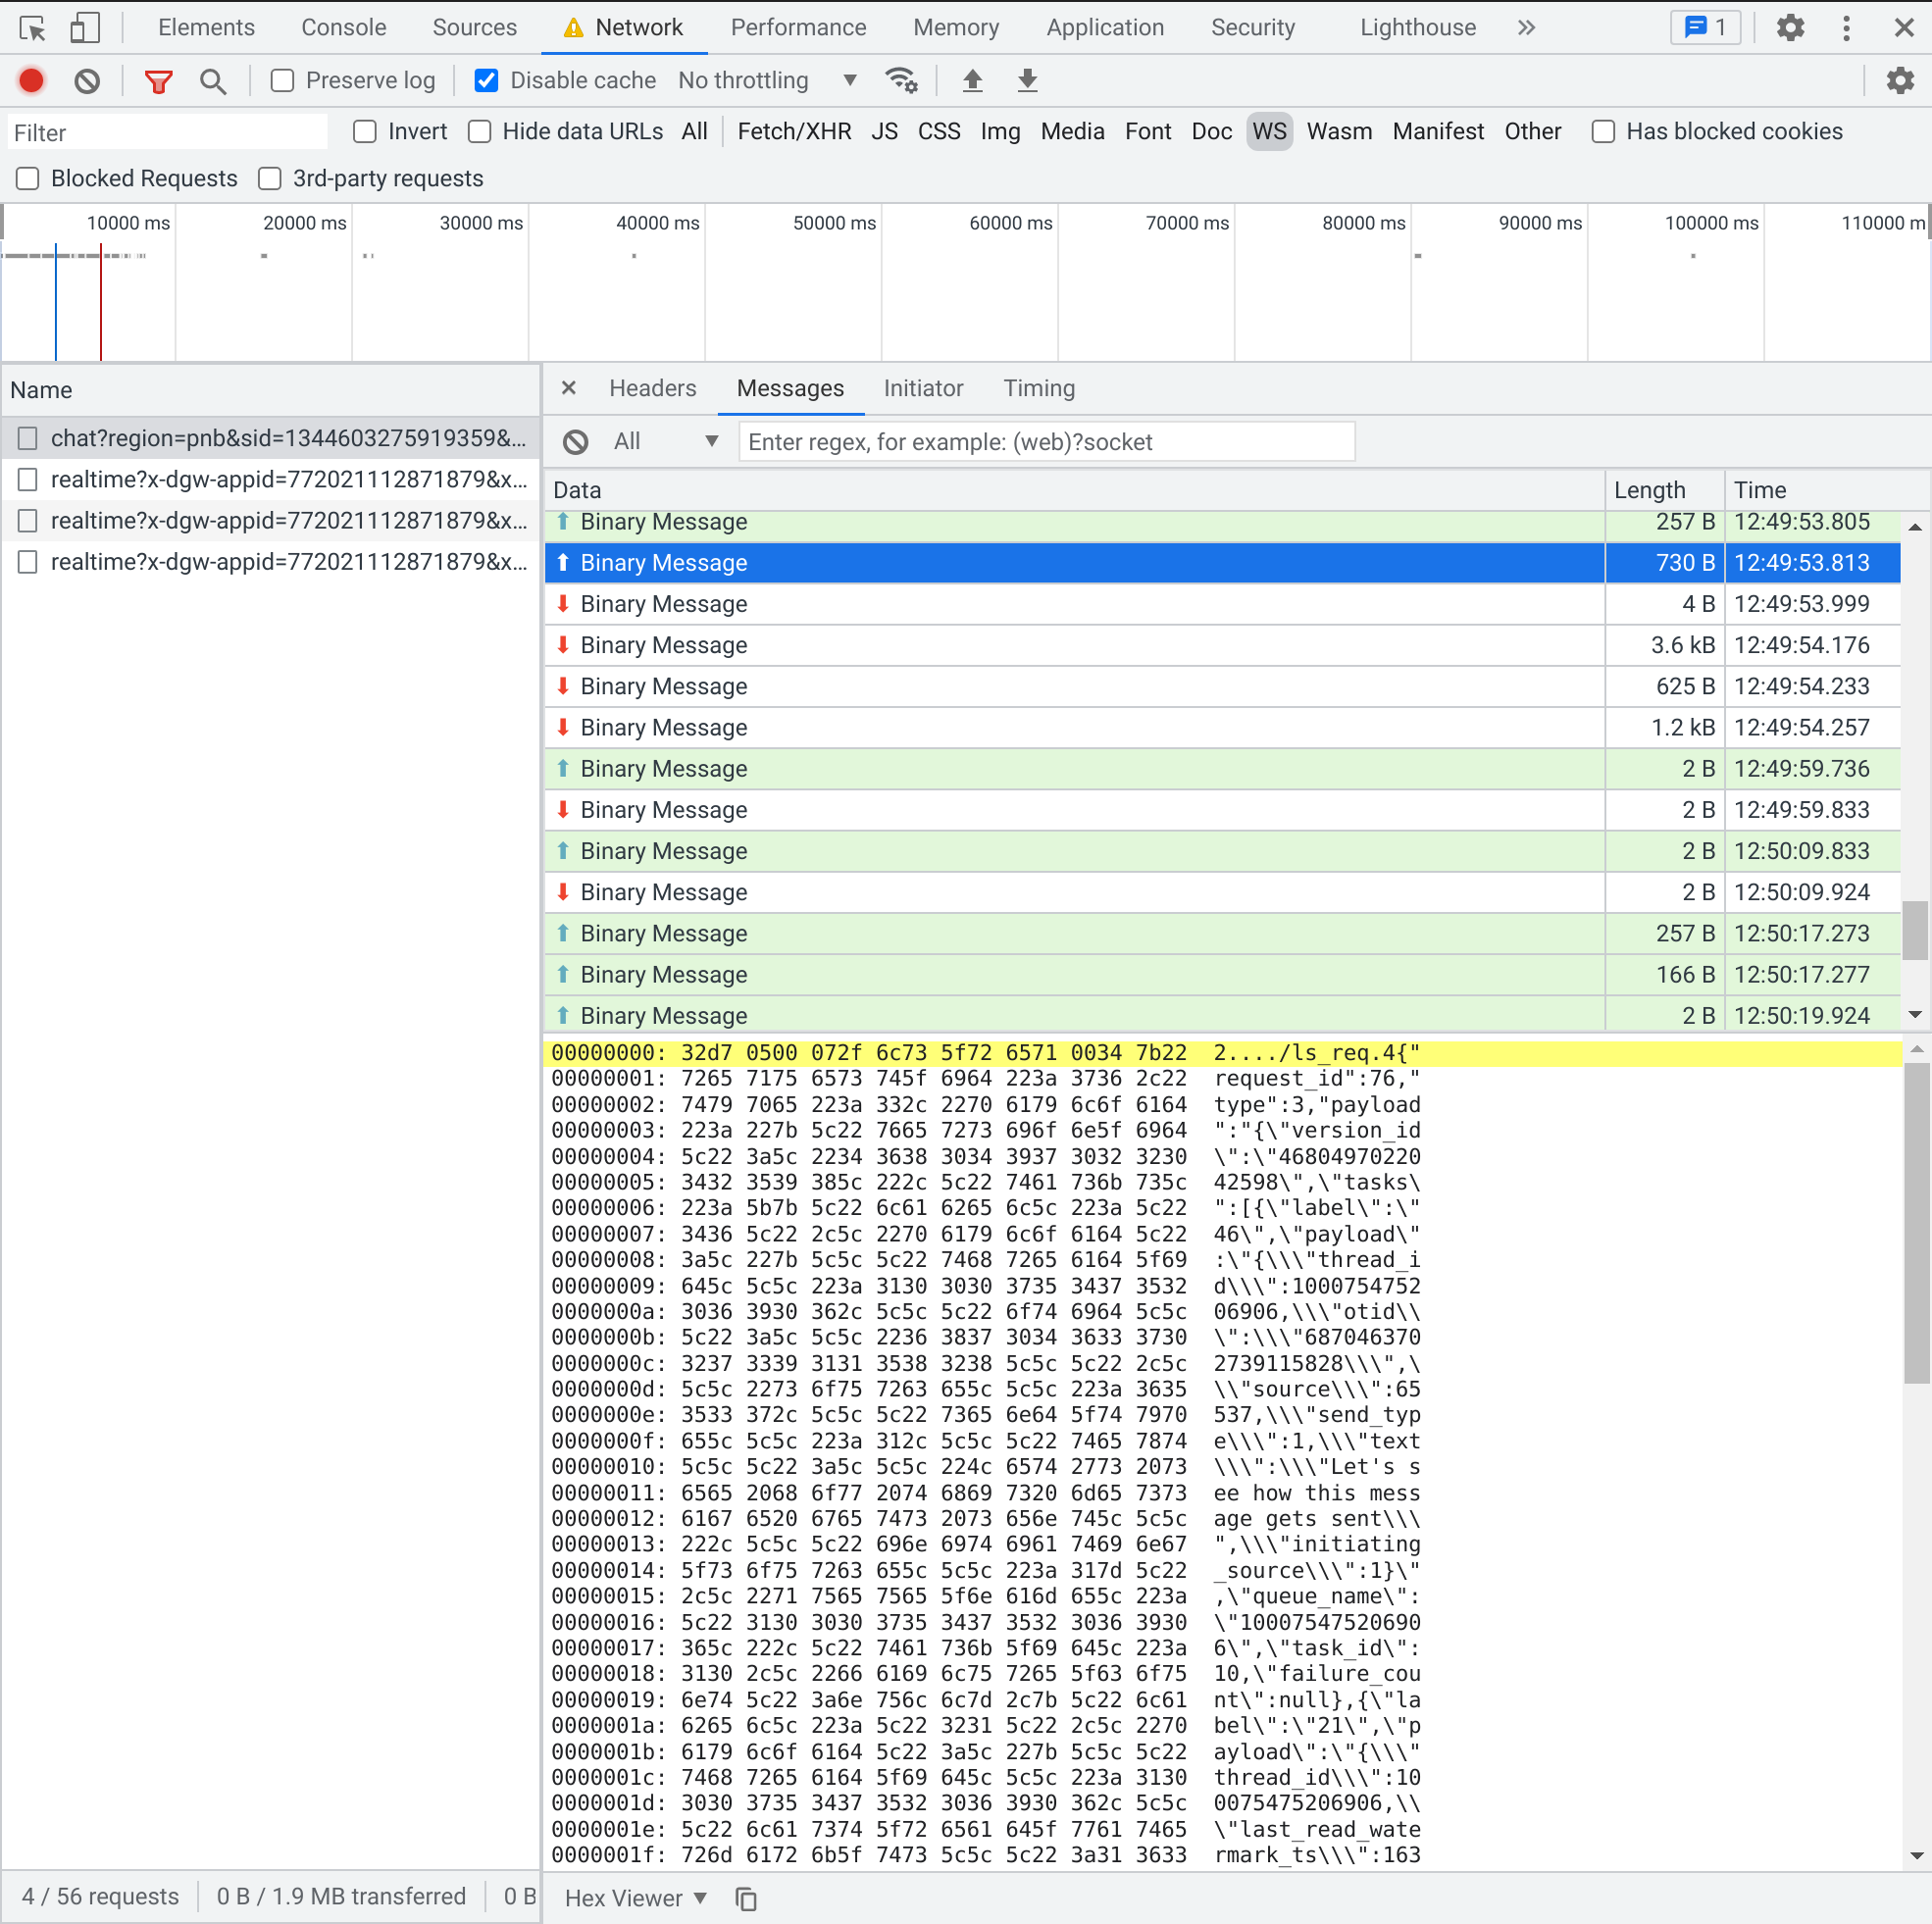 Elements Console Sources Network Performance Memory Application Security Lighthouse 1
Preserve log Disable cache No throttling
Filter Invert Hide data URLs All Fetch/XHR JS CSS Img Media Font Doc WS Wasm Manifest Other Has blocked cookies
Blocked Requests 3rd-party requests
10000 ms 20000 ms 30000 ms 40000 ms 50000 ms 60000 ms 70000 ms 80000 ms 90000 ms 100000 ms 110000 m
Name
chat?region=pnb&sid=1344603275919359&...
realtime?x-dgw-appid=772021112871879&x...
realtime?x-dgw-appid=772021112871879&x...
realtime?x-dgw-appid=772021112871879&x...
Headers Messages Initiator Timing
All Enter regex, for example: (web)?socket
Data Length Time
Binary Message 257 B 12:49:53.805
Binary Message 730 B 12:49:53.813
Binary Message 4 B 12:49:53.999
Binary Message 3.6 kB 12:49:54.176
Binary Message 625 B 12:49:54.233
Binary Message 1.2 kB 12:49:54.257
Binary Message 2 B 12:49:59.736
Binary Message 2 B 12:49:59.833
Binary Message 2 B 12:50:09.833
Binary Message 2 B 12:50:09.924
Binary Message 257 B 12:50:17.273
Binary Message 166 B 12:50:17.277
Binary Message 2 B 12:50:19.924
00000000: 32d7 0500 072f 6c73 5f72 6571 0034 7b22 2..../ls_req.4{"
00000001: 7265 7175 6573 745f 6964 223a 3736 2c22 request_id":76,"
00000002: 7479 7065 223a 332c 2270 6179 6c6f 6164 type":3,"payload
00000003: 223a 227b 5c22 7665 7273 696f 6e5f 6964 ":"{\"version_id
00000004: 5c22 3a5c 2234 3638 3034 3937 3032 3230 \":\"46804970220
00000005: 3432 3539 385c 222c 5c22 7461 736b 735c 42598\",\"tasks\
00000006: 223a 5b7b 5c22 6c61 6265 6c5c 223a 5c22 ":[{\"label\":\"
00000007: 3436 5c22 2c5c 2270 6179 6c6f 6164 5c22 46\",\"payload\"
00000008: 3a5c 227b 5c5c 5c22 7468 7265 6164 5f69 :\"{\\\"thread_i
00000009: 645c 5c5c 223a 3130 3030 3735 3437 3532 d\\\":1000754752
0000000a: 3036 3930 362c 5c5c 5c22 6f74 6964 5c5c 06906,\\\"otid\\
0000000b: 5c22 3a5c 5c5c 2236 3837 3034 3633 3730 \":\\\"687046370
0000000c: 3237 3339 3131 3538 3238 5c5c 5c22 2c5c 2739115828\\\",\
0000000d: 5c5c 2273 6f75 7263 655c 5c5c 223a 3635 \\"source\\\":65
0000000e: 3533 372c 5c5c 5c22 7365 6e64 5f74 7970 537,\\\"send_typ
0000000f: 655c 5c5c 223a 312c 5c5c 5c22 7465 7874 e\\\":1,\\\"text
00000010: 5c5c 5c22 3a5c 5c5c 224c 6574 2773 2073 \\\":\\\"Let's s
00000011: 6565 2068 6f77 2074 6869 7320 6d65 7373 ee how this mess
00000012: 6167 6520 6765 7473 2073 656e 745c 5c5c age gets sent\\\
00000013: 222c 5c5c 5c22 696e 6974 6961 7469 6e67 ",\\\"initiating
00000014: 5f73 6f75 7263 655c 5c5c 223a 317d 5c22 _source\\\":1}\"
00000015: 2c5c 2271 7565 7565 5f6e 616d 655c 223a ,\"queue_name\":
00000016: 5c22 3130 3030 3735 3437 3532 3036 3930 \"10007547520690
00000017: 365c 222c 5c22 7461 736b 5f69 645c 223a 6\",\"task_id\":
00000018: 3130 2c5c 2266 6169 6c75 7265 5f63 6f75 10,\"failure_cou
00000019: 6e74 5c22 3a6e 756c 6c7d 2c7b 5c22 6c61 nt\":null},{\"la
0000001a: 6265 6c5c 223a 5c22 3231 5c22 2c5c 2270 bel\":\"21\",\"p
0000001b: 6179 6c6f 6164 5c22 3a5c 227b 5c5c 5c22 ayload\":\"{\\\"
0000001c: 7468 7265 6164 5f69 645c 5c5c 223a 3130 thread_id\\\":10
0000001d: 3030 3735 3437 3532 3036 3930 362c 5c5c 0075475206906,\\
0000001e: 5c22 6c61 7374 5f72 6561 645f 7761 7465 \"last_read_wate
0000001f: 726d 6172 6b5f 7473 5c5c 5c22 3a31 3633 rmark_ts\\\":163
4 / 56 requests 0 B / 1.9 MB transferred 0 B Hex Viewer